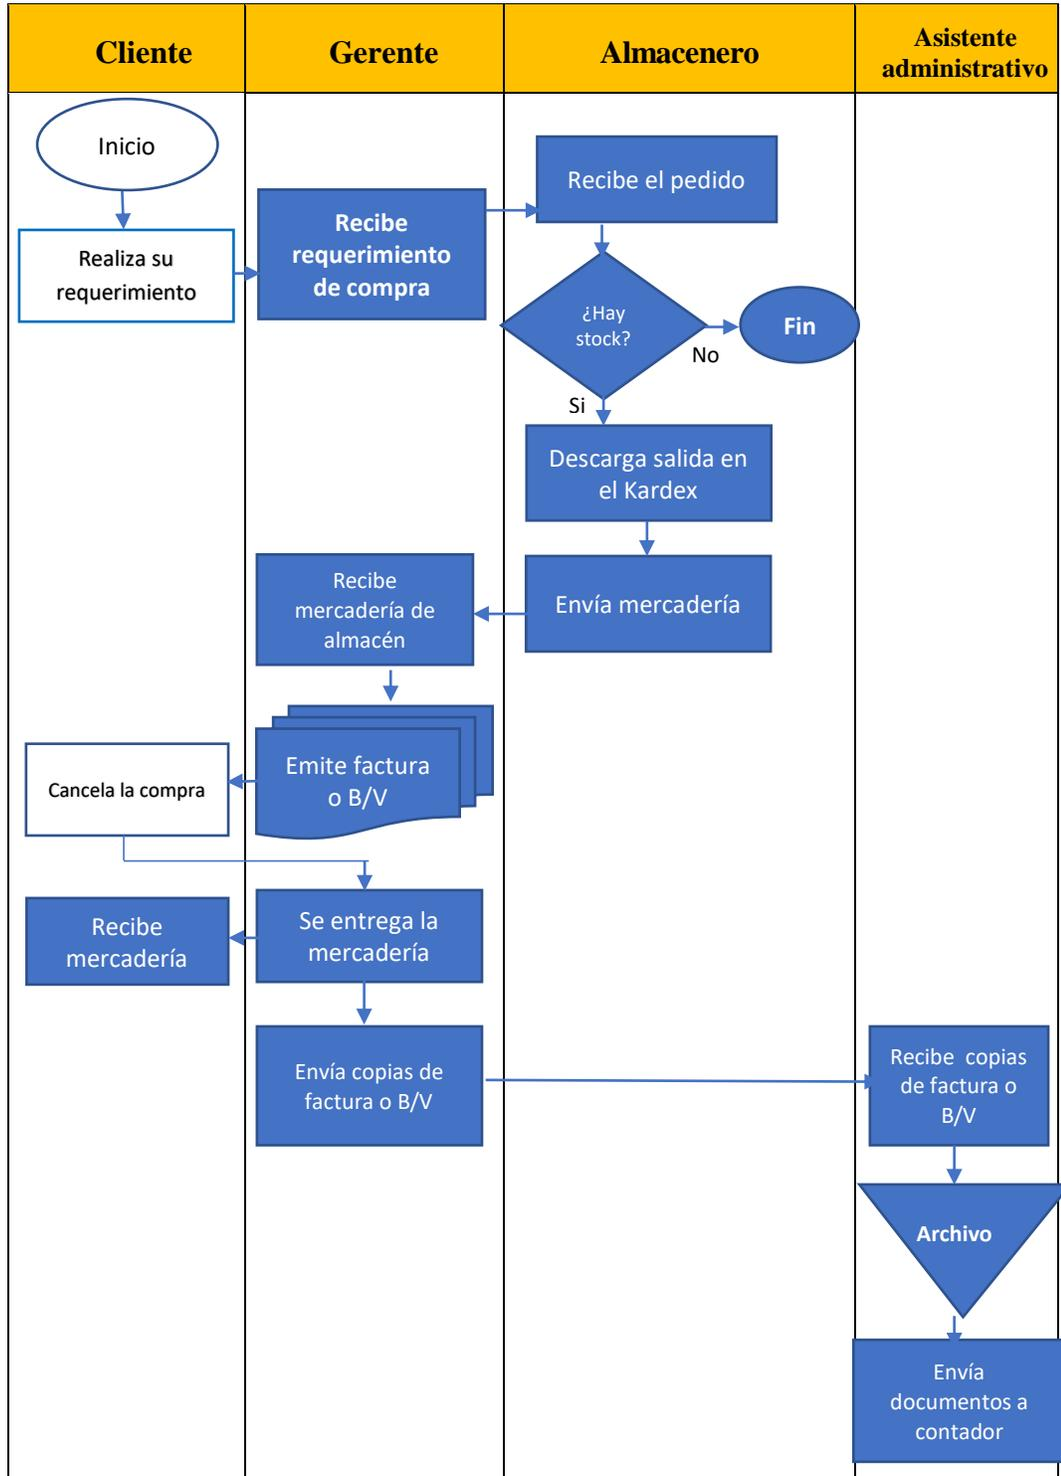 Cliente
Gerente
Almacenero
Asistente
administrativo
Inicio
Recibe el pedido
Realiza su
requerimiento
Recibe
requerimiento
de compra
¿Hay
stock?
Fin
No
Si
Descarga salida en
el Kardex
Recibe
mercadería de
almacén
Envía mercadería
Emite factura
o B/V
Cancela la compra
Recibe
mercadería
Se entrega la
mercadería
Envía copias de
factura o B/V
Recibe copias
de factura o
B/V
Archivo
Envía
documentos a
contador